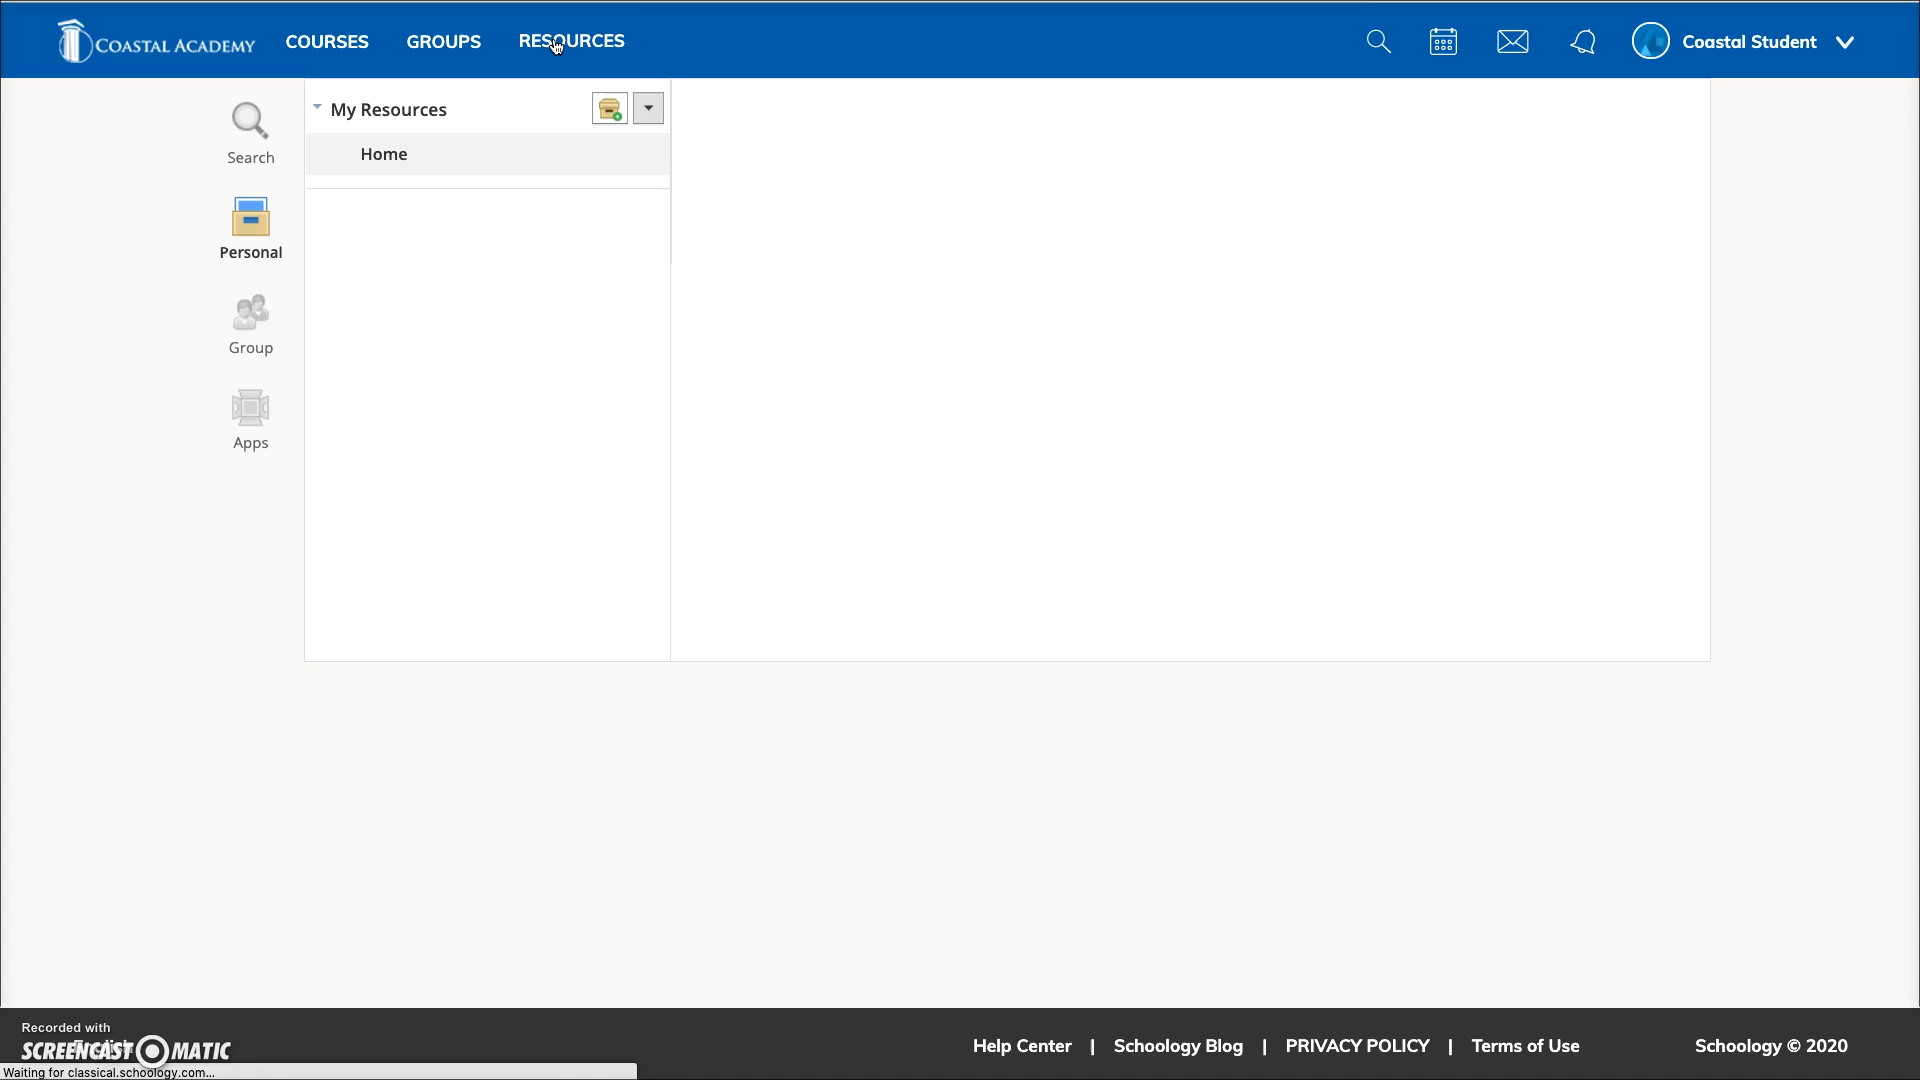 COASTAL ACADEMY
COURSES
GROUPS
RESOURCES
Coastal Student
Search
Personal
Group
Apps
My Resources
Home
Recorded with
SCREENCAST MATIC
Help Center | Schoology Blog | PRIVACY POLICY | Terms of Use
Schoology © 2020
Waiting for classical.schoology.com...